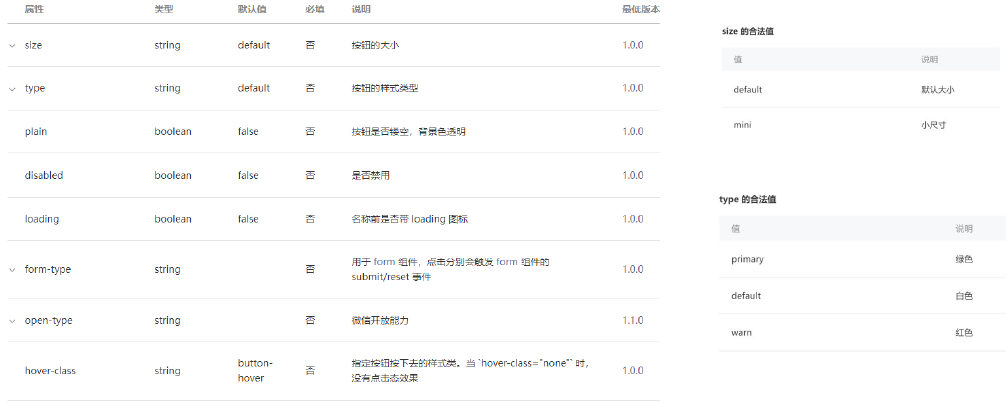 属性 类型 默认值 必填 说明 最低版本
size string default 否 按钮的大小 1.0.0
type string default 否 按钮的样式类型 1.0.0
plain boolean false 否 按钮是否镂空，背景色透明 1.0.0
disabled boolean false 否 是否禁用 1.0.0
loading boolean false 否 名称前是否带 loading 图标 1.0.0
form-type string 否 用于 form 组件，点击分别会触发 form 组件的
submit/reset 事件 1.0.0
open-type string 否 微信开放能力 1.1.0
hover-class string button-
hover 否 指定按钮按下去的样式类。当 `hover-class="none"` 时，
没有点击态效果 1.0.0
size 的合法值
值 说明
default 默认大小
mini 小尺寸
type 的合法值
值 说明
primary 绿色
default 白色
warn 红色